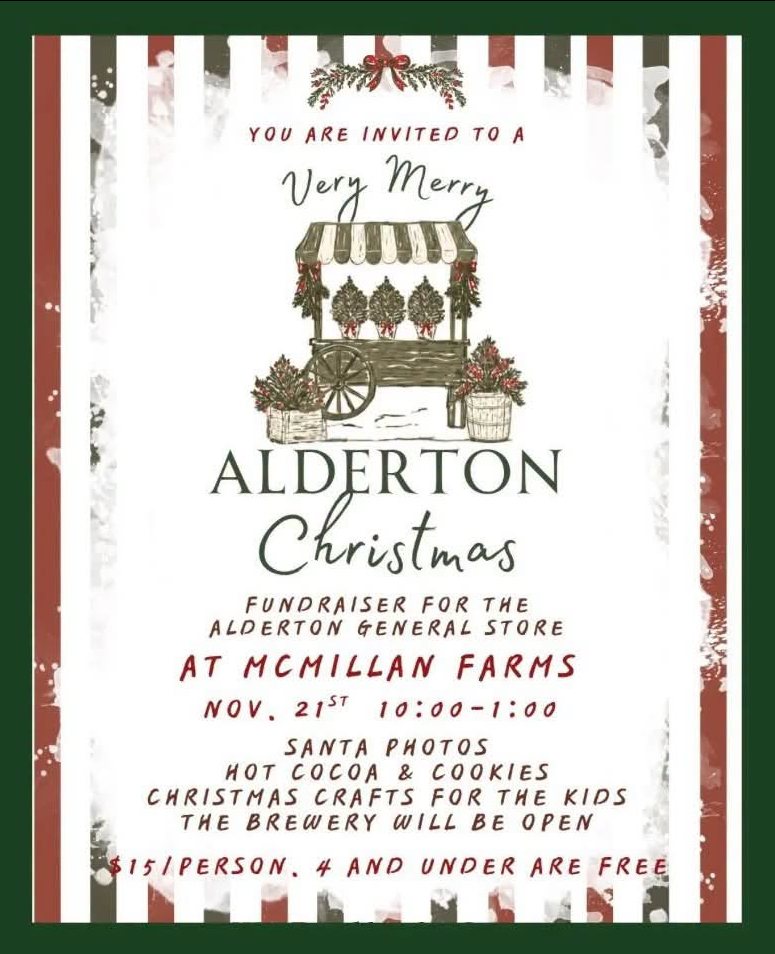 YOU ARE INVITED TO A
Very Merry
ALDERTON
Christmas
FUNDRAISER FOR THE
ALDERTON GENERAL STORE
AT MCMILLAN FARMS
NOV. 21ST 10:00-1:00
SANTA PHOTOS
HOT COCOA & COOKIES
CHRISTMAS CRAFTS FOR THE KIDS
THE BREWERY WILL BE OPEN
$15/PERSON. 4 AND UNDER ARE FREE